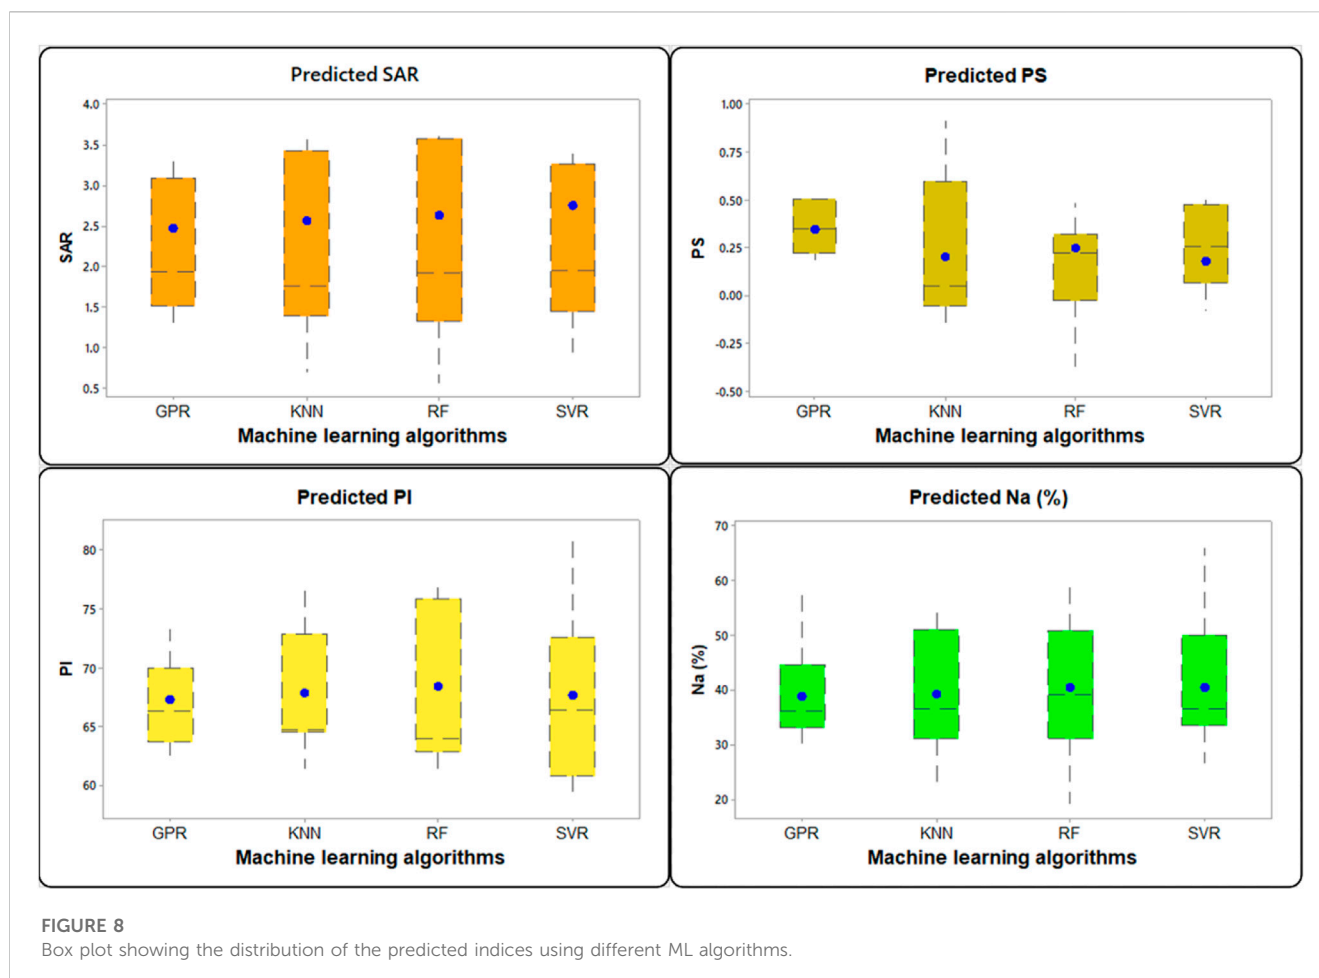 Predicted SAR
4.0
3.5
3.0
2.5
2.0
1.5
1.0
0.5
SAR
GPR KNN RF SVR
Machine learning algorithms
Predicted PS
1.00
0.75
0.50
0.25
0.00
-0.25
-0.50
PS
GPR KNN RF SVR
Machine learning algorithms
Predicted PI
80
75
70
65
60
PI
GPR KNN RF SVR
Machine learning algorithms
Predicted Na (%)
70
60
50
40
30
20
Na (%)
GPR KNN RF SVR
Machine learning algorithms
FIGURE 8
Box plot showing the distribution of the predicted indices using different ML algorithms.